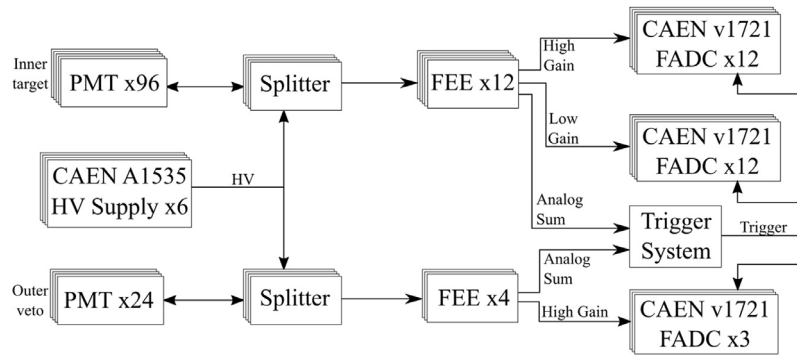 Inner
target
PMT x96
Splitter
FEE x12
High
Gain
CAEN v1721
FADC x12
Low
Gain
CAEN v1721
FADC x12
CAEN A1535
HV Supply x6
HV
Analog
Sum
Trigger
System
Trigger
Outer
veto
PMT x24
Splitter
FEE x4
Analog
Sum
High Gain
CAEN v1721
FADC x3